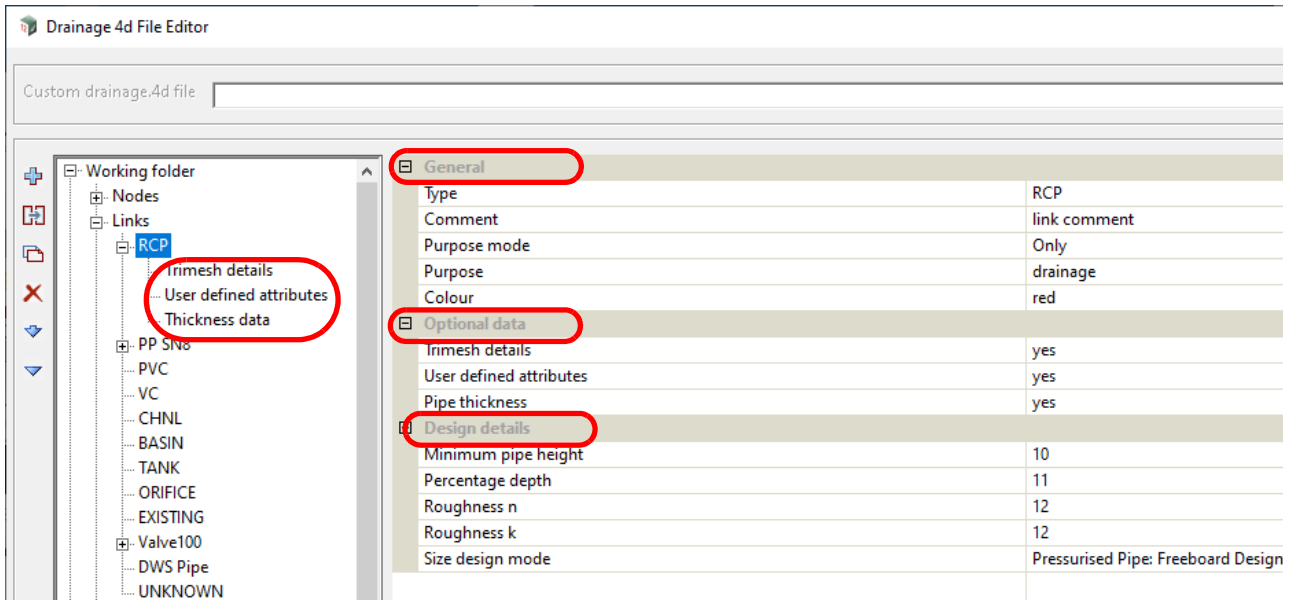 Drainage 4d File Editor
Custom drainage.4d file
Working folder
Nodes
Links
RCP
Trimesh details
User defined attributes
Thickness data
PP SN8
PVC
VC
CHNL
BASIN
TANK
ORIFICE
EXISTING
Valve100
DWS Pipe
UNKNOWN
General
Type RCP
Comment link comment
Purpose mode Only
Purpose drainage
Colour red
Optional data
Trimesh details yes
User defined attributes yes
Pipe thickness yes
Design details
Minimum pipe height 10
Percentage depth 11
Roughness n 12
Roughness k 12
Size design mode Pressurised Pipe: Freeboard Design